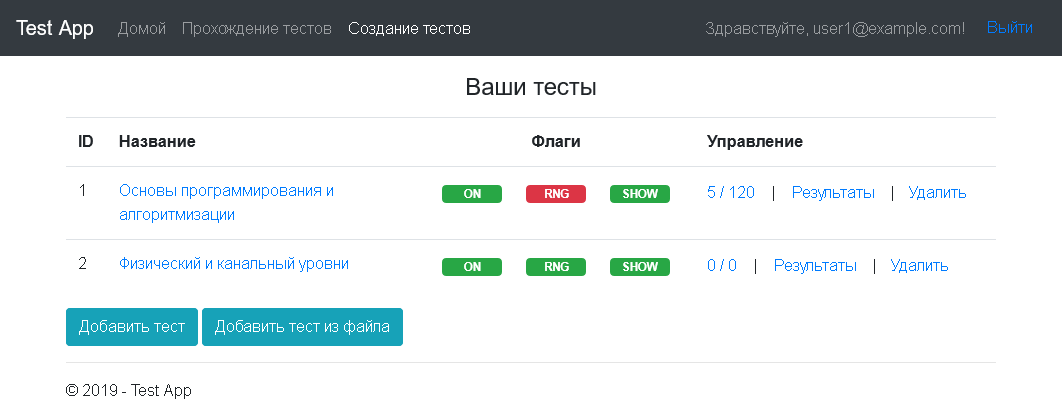 Test App Домой Прохождение тестов Создание тестов Здравствуйте, user1@example.com! Выйти
Ваши тесты
ID Название Флаги Управление
1 Основы программирования и ON RNG SHOW 5 / 120 | Результаты | Удалить
алгоритмизации
2 Физический и канальный уровни ON RNG SHOW 0 / 0 | Результаты | Удалить
Добавить тест Добавить тест из файла
© 2019 - Test App